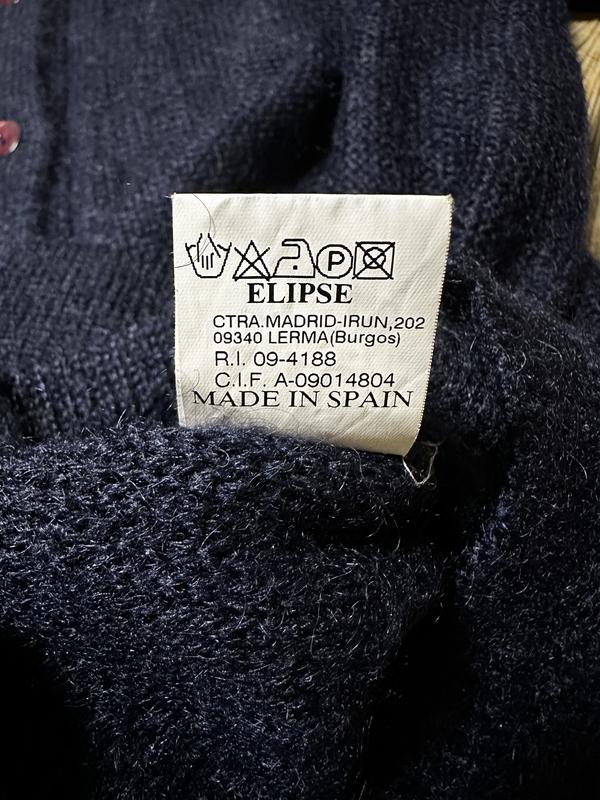 P
ELIPSE
CTRA.MADRID-IRUN,202
09340 LERMA(Burgos)
R.I. 09-4188
C.I.F. A-09014804
MADE IN SPAIN